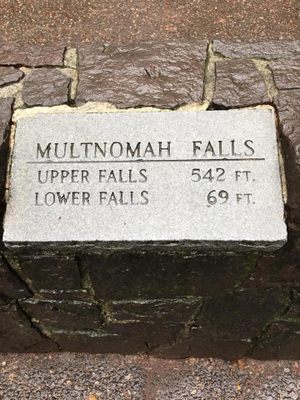 MULTNOMAH FALLS
UPPER FALLS 542 FT.
LOWER FALLS 69 FT.